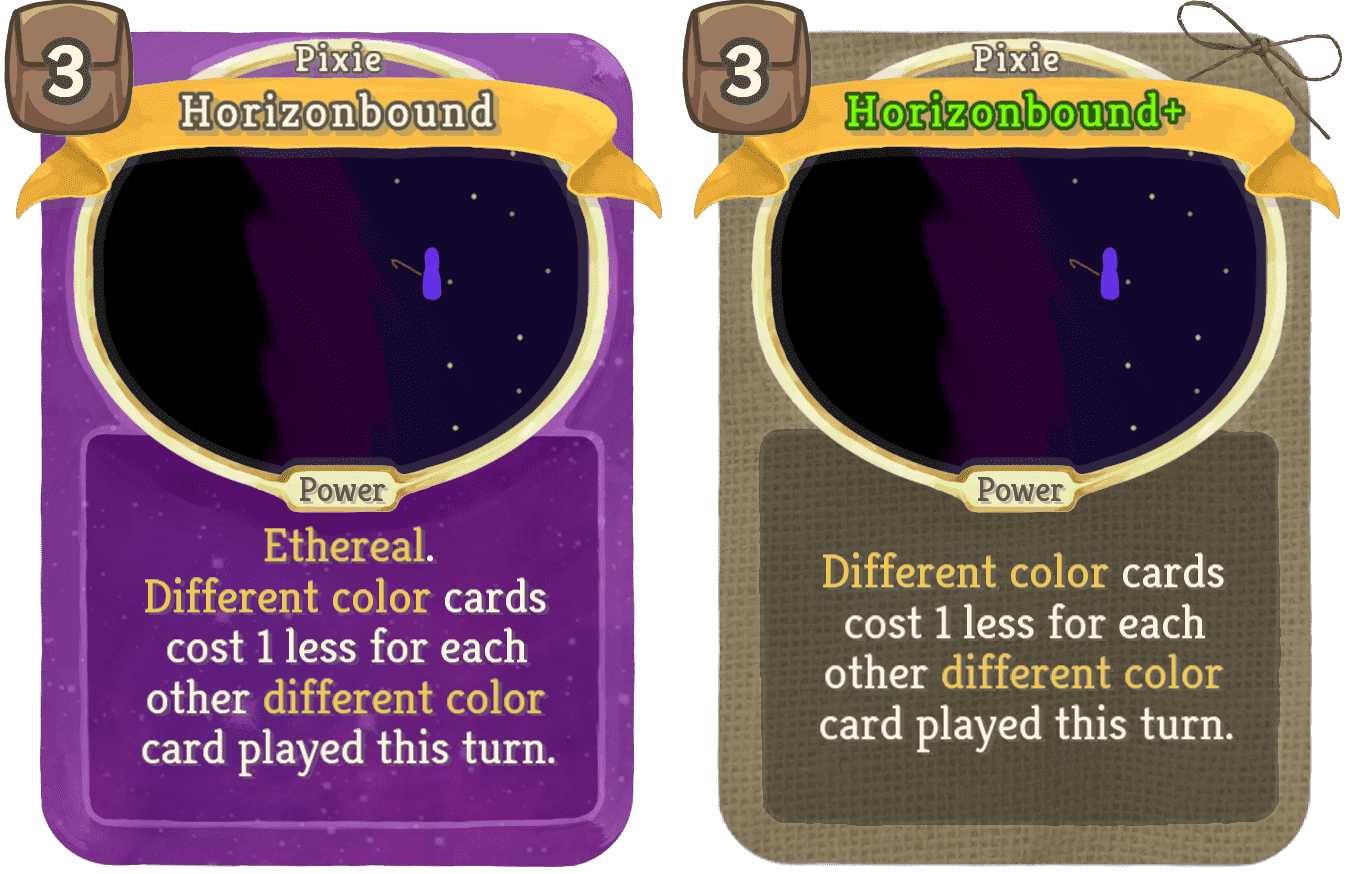 3
Pixie
Horizonbound
Power
Ethereal.
Different color cards
cost 1 less for each
other different color
card played this turn.
3
Pixie
Horizonbound+
Power
Different color cards
cost 1 less for each
other different color
card played this turn.